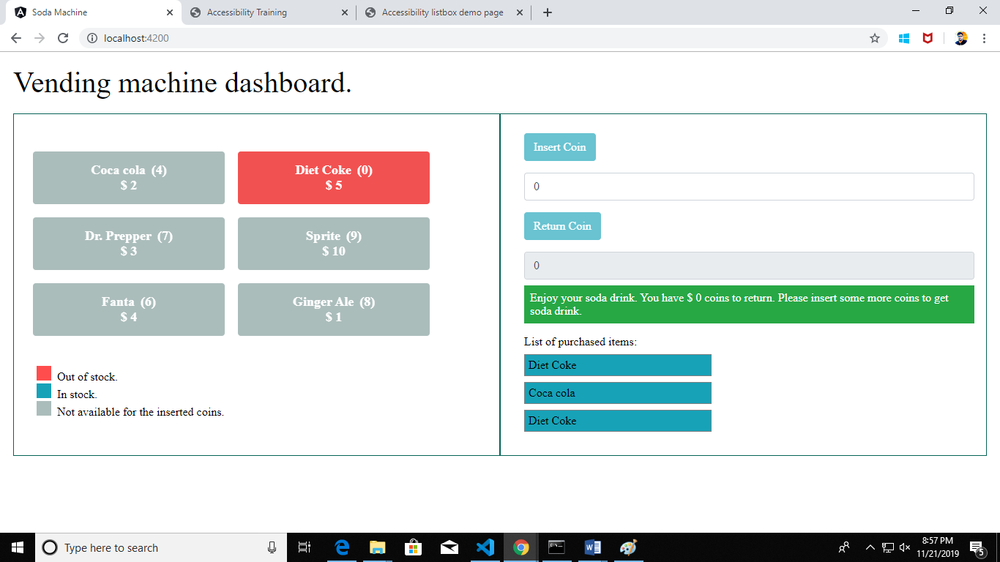 Soda Machine
Accessibility Training
Accessibility listbox demo page
localhost:4200
Vending machine dashboard.
Coca cola (4)
$ 2
Diet Coke (0)
$ 5
Dr. Prepper (7)
$ 3
Sprite (9)
$ 10
Fanta (6)
$ 4
Ginger Ale (8)
$ 1
Out of stock.
In stock.
Not available for the inserted coins.
Insert Coin
0
Return Coin
0
Enjoy your soda drink. You have $ 0 coins to return. Please insert some more coins to get
soda drink.
List of purchased items:
Diet Coke
Coca cola
Diet Coke
Type here to search
8:57 PM
11/21/2019
5